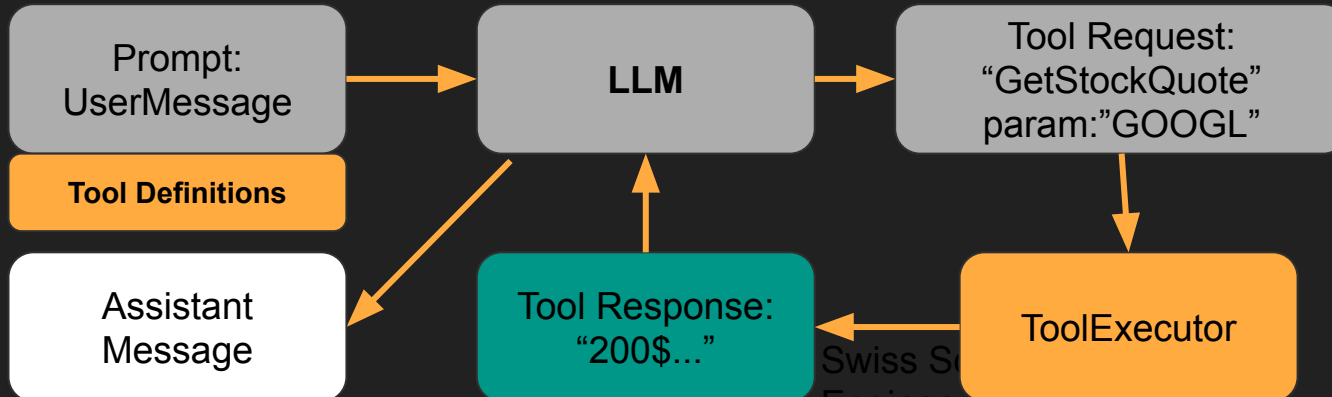 Prompt:
UserMessage
LLM
Tool Request:
“GetStockQuote”
param:”GOOGL”
Tool Definitions
Assistant
Message
Tool Response:
“200$...”
ToolExecutor
Swiss